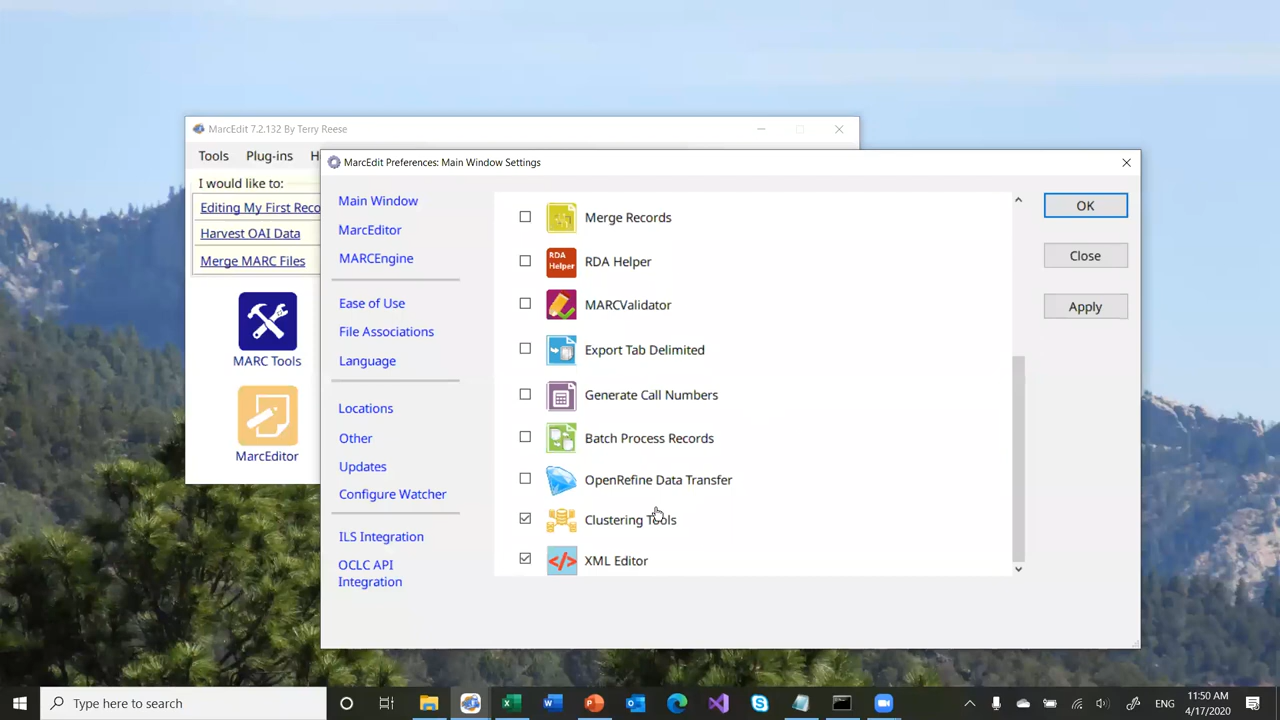 MarcEdit 7.2.132 By Terry Reese
Tools Plug-ins H
I would like to:
Editing My First Reco
Harvest OAI Data
Merge MARC Files
MARC Tools
MarcEditor
MarcEdit Preferences: Main Window Settings
Main Window
MarcEditor
MARCEngine
Ease of Use
File Associations
Language
Locations
Other
Updates
Configure Watcher
ILS Integration
OCLC API
Integration
Merge Records
RDA
Helper
RDA Helper
MARCValidator
Export Tab Delimited
Generate Call Numbers
Batch Process Records
OpenRefine Data Transfer
Clustering Tools
</> XML Editor
OK
Close
Apply
Type here to search
ENG
11:50 AM
4/17/2020